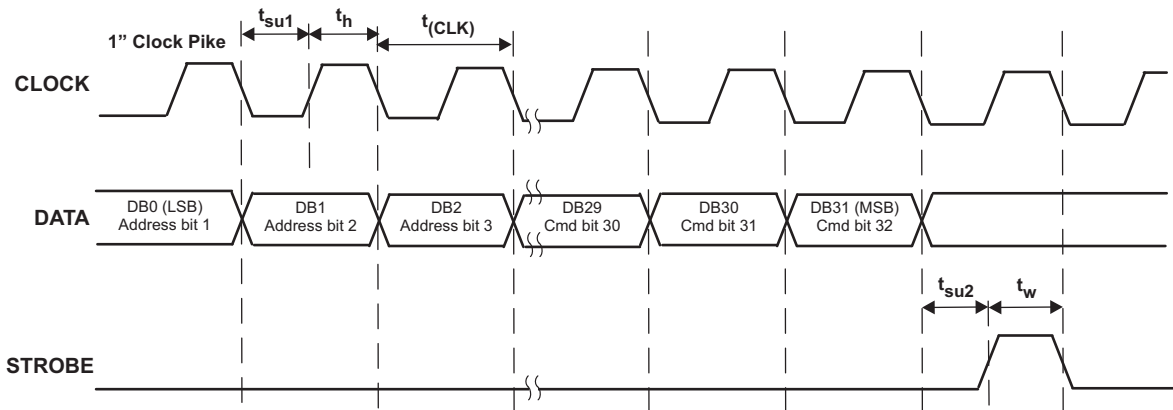 tsu1
th
t(CLK)
1” Clock Pike
CLOCK
DATA
DB0 (LSB)
Address bit 1
DB1
Address bit 2
DB2
Address bit 3
DB29
Cmd bit 30
DB30
Cmd bit 31
DB31 (MSB)
Cmd bit 32
tsu2
tw
STROBE